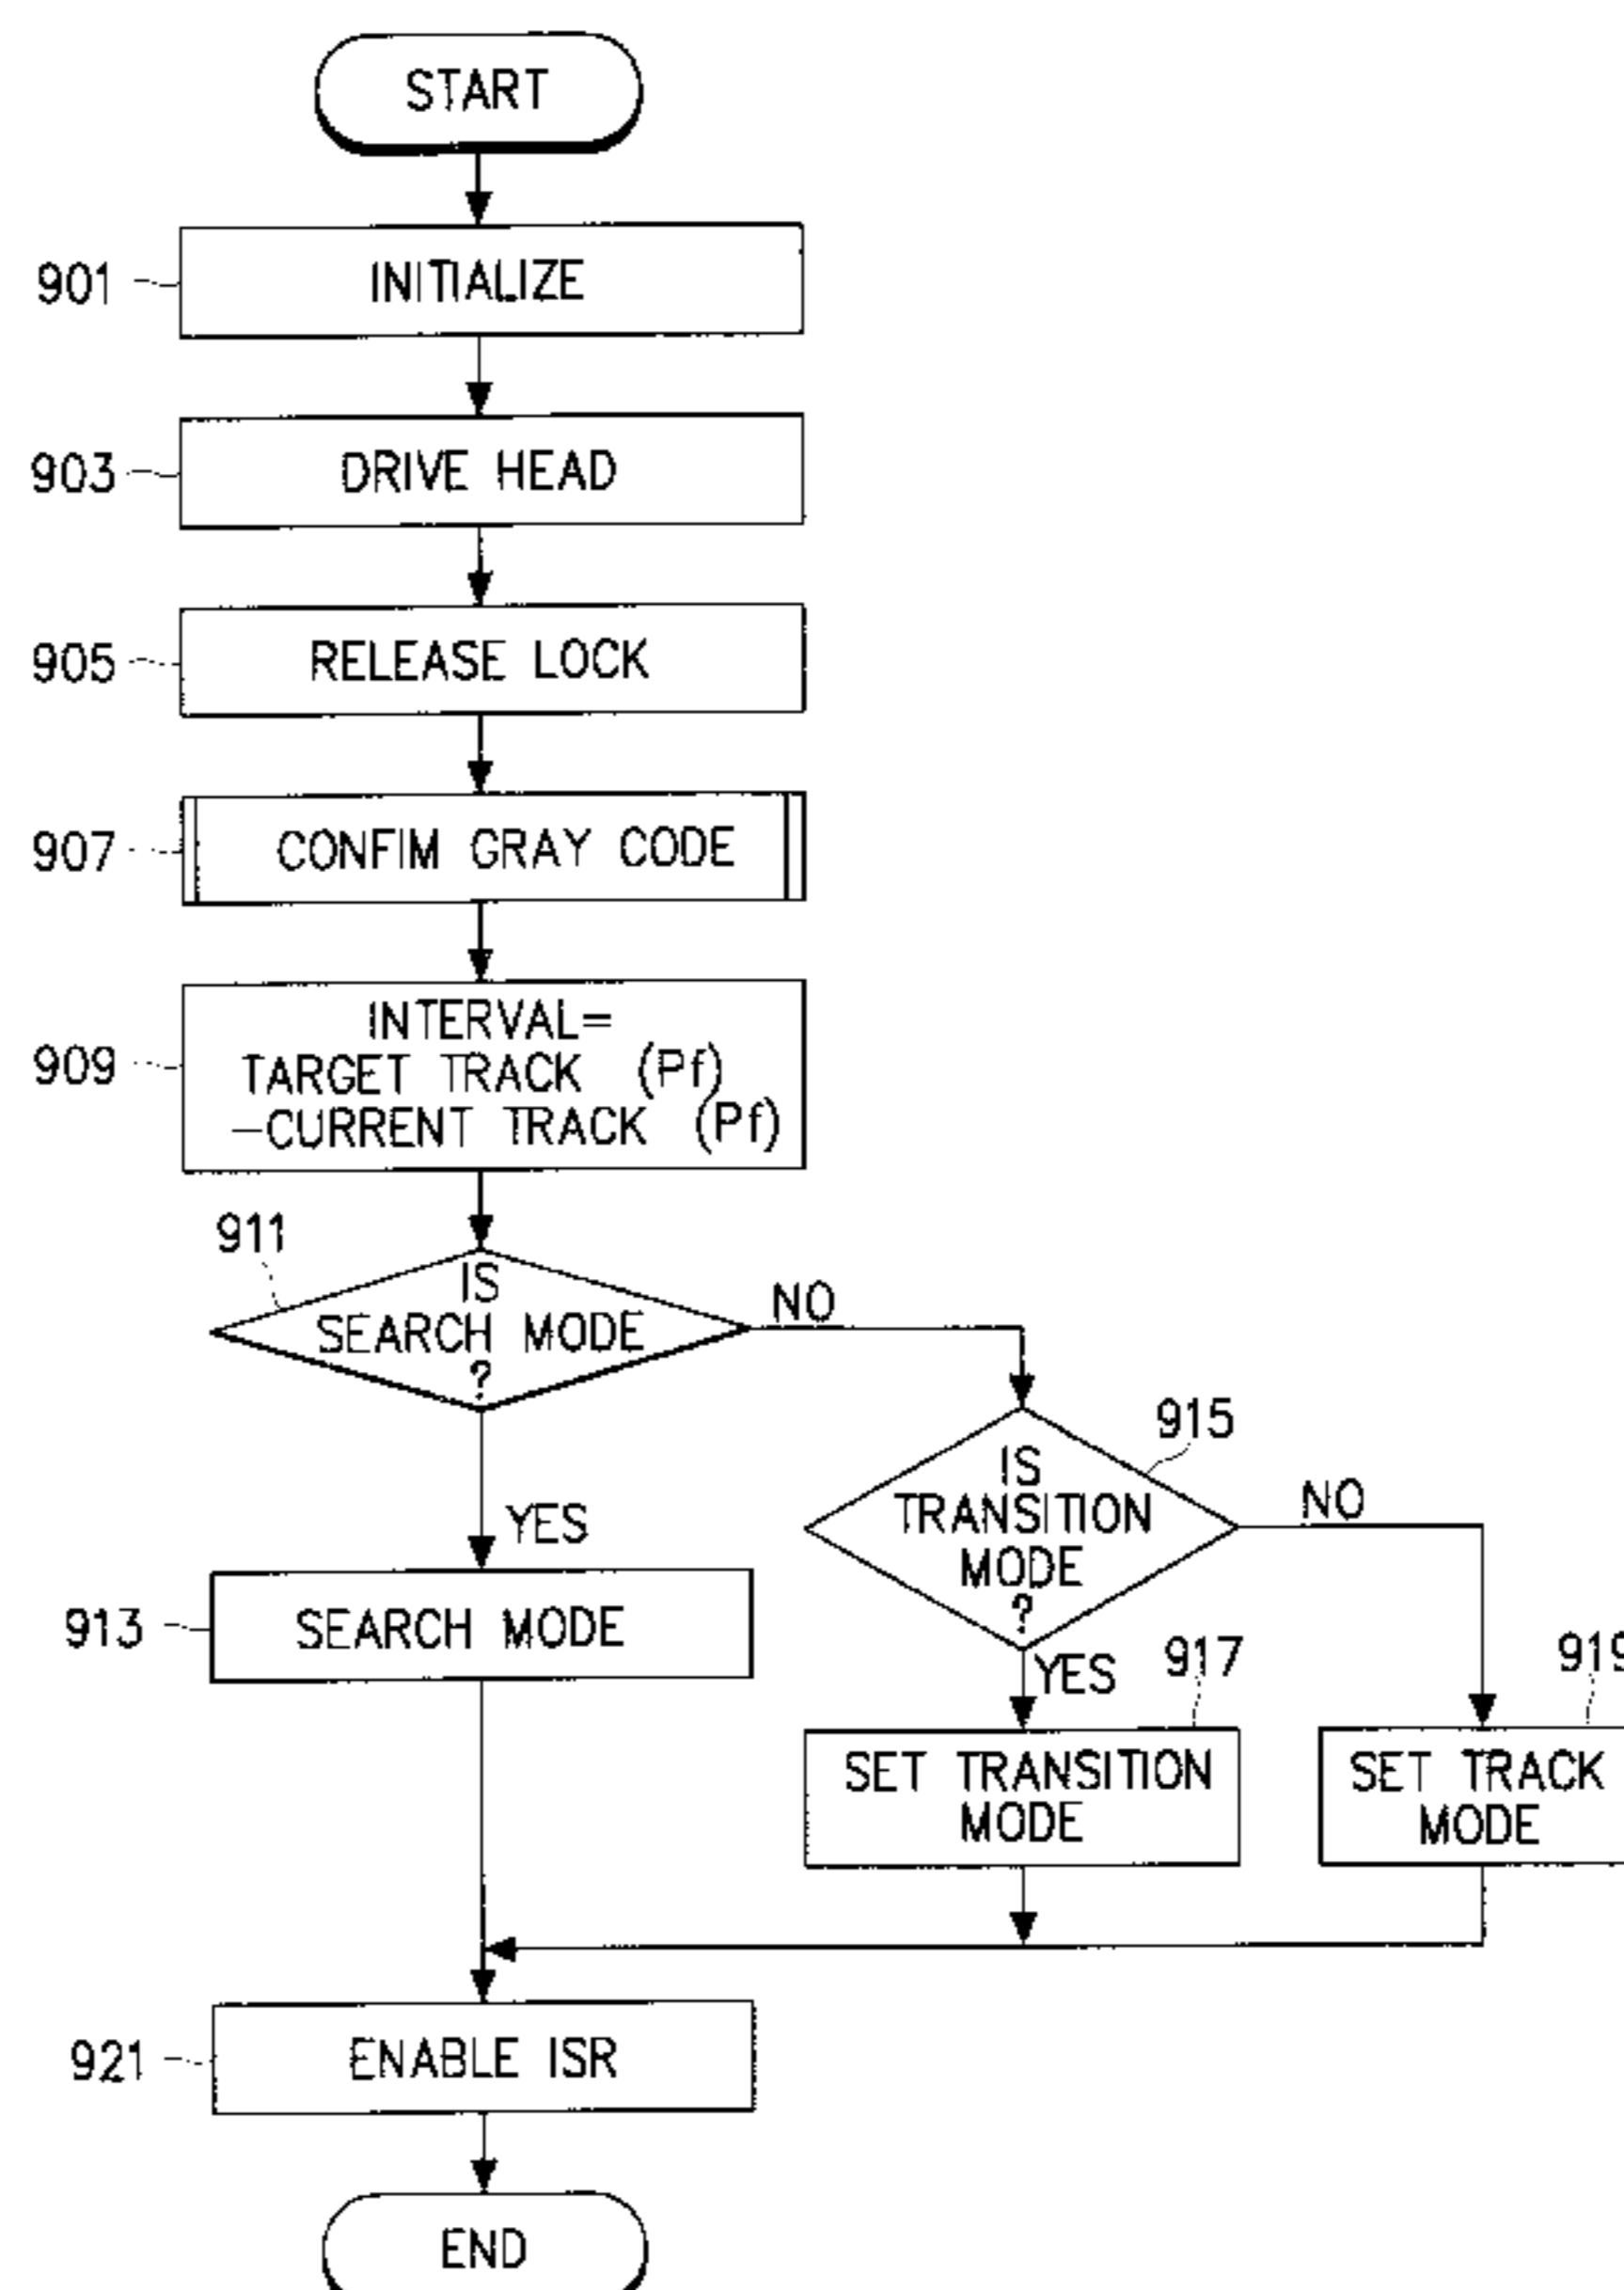 START
901
INITIALIZE
903
DRIVE HEAD
905
RELEASE LOCK
907
CONFIM GRAY CODE
909
INTERVAL=
TARGET TRACK (Pf)
-CURRENT TRACK (Pf)
911
IS
SEARCH MODE
?
NO
YES
915
IS
TRANSITION
MODE
?
NO
YES
913
SEARCH MODE
917
SET TRANSITION
MODE
919
SET TRACK
MODE
921
ENABLE ISR
END